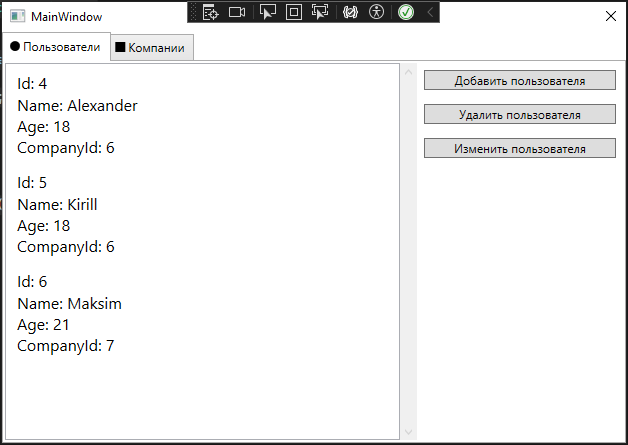 MainWindow
Пользователи
Компании
Id: 4
Name: Alexander
Age: 18
CompanyId: 6
Id: 5
Name: Kirill
Age: 18
CompanyId: 6
Id: 6
Name: Maksim
Age: 21
CompanyId: 7
Добавить пользователя
Удалить пользователя
Изменить пользователя